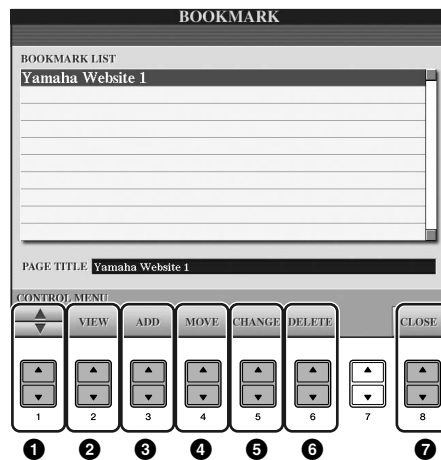 BOOKMARK
BOOKMARK LIST
Yamaha Website 1
PAGE TITLE Yamaha Website 1
CONTROL MENU
VIEW ADD MOVE CHANGE DELETE CLOSE
1 2 3 4 5 6 7 8
❶ ❷ ❸ ❹ ❺ ❻ ❼